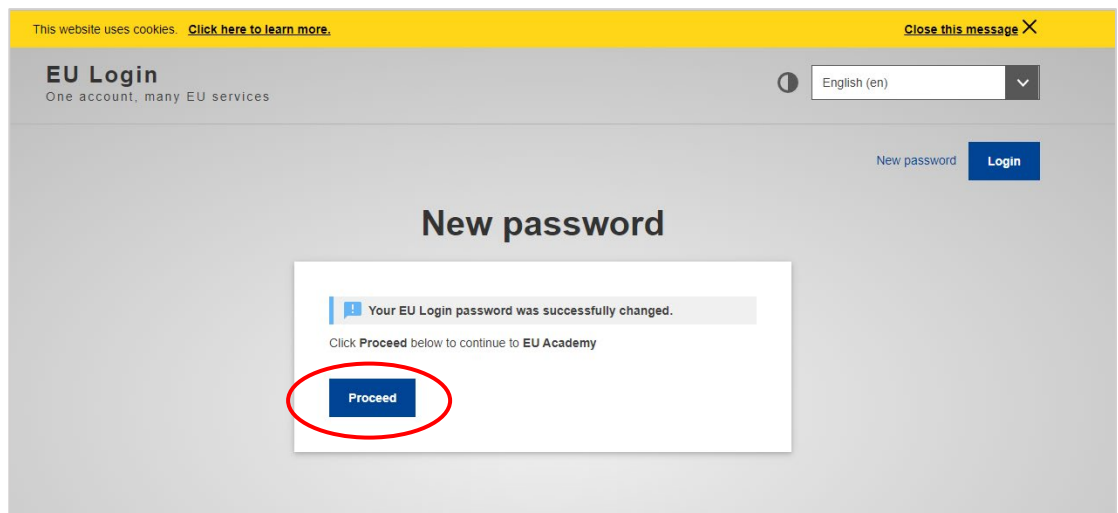 This website uses cookies. Click here to learn more.
Close this message
EU Login
One account, many EU services
English (en)
New password
Login
New password
Your EU Login password was successfully changed.
Click Proceed below to continue to EU Academy
Proceed